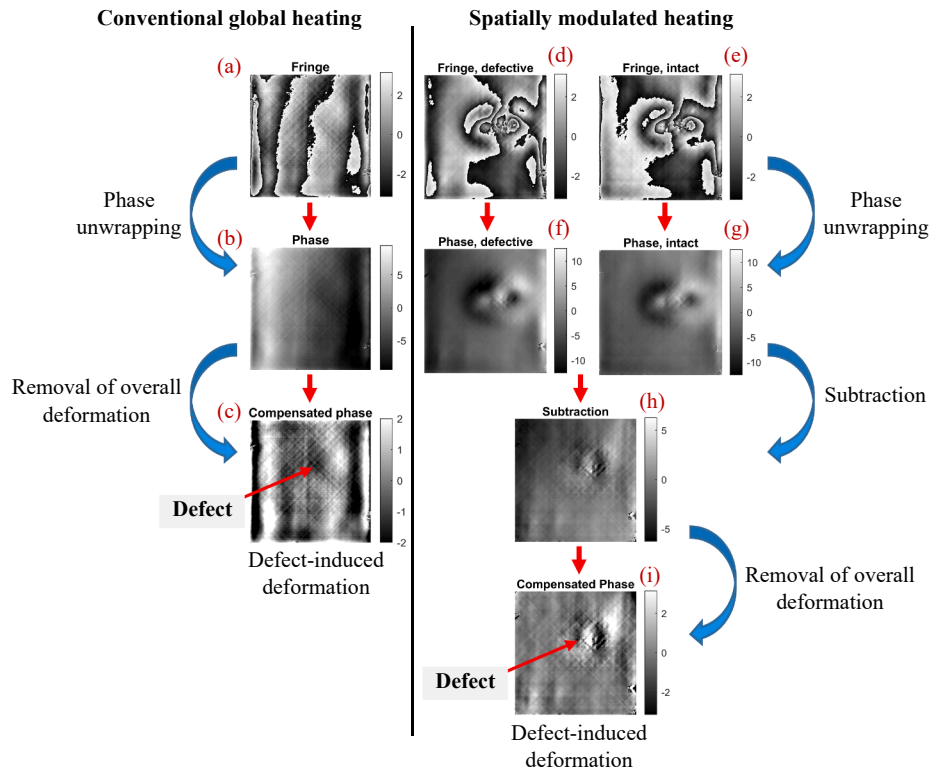 Conventional global heating
(a)
Fringe
2
0
-2
Phase
unwrapping
(b)
Phase
5
0
-5
Removal of overall
deformation
(c)
Compensated phase
2
1
0
-1
-2
Defect
Defect-induced
deformation
Spatially modulated heating
(d)
Fringe, defective
2
0
-2
(e)
Fringe, intact
2
0
-2
Phase
unwrapping
(f)
Phase, defective
10
5
0
-5
-10
(g)
Phase, intact
10
5
0
-5
-10
Subtraction
(h)
Subtraction
5
0
-5
Removal of overall
deformation
(i)
Compensated Phase
2
0
-2
Defect
Defect-induced
deformation